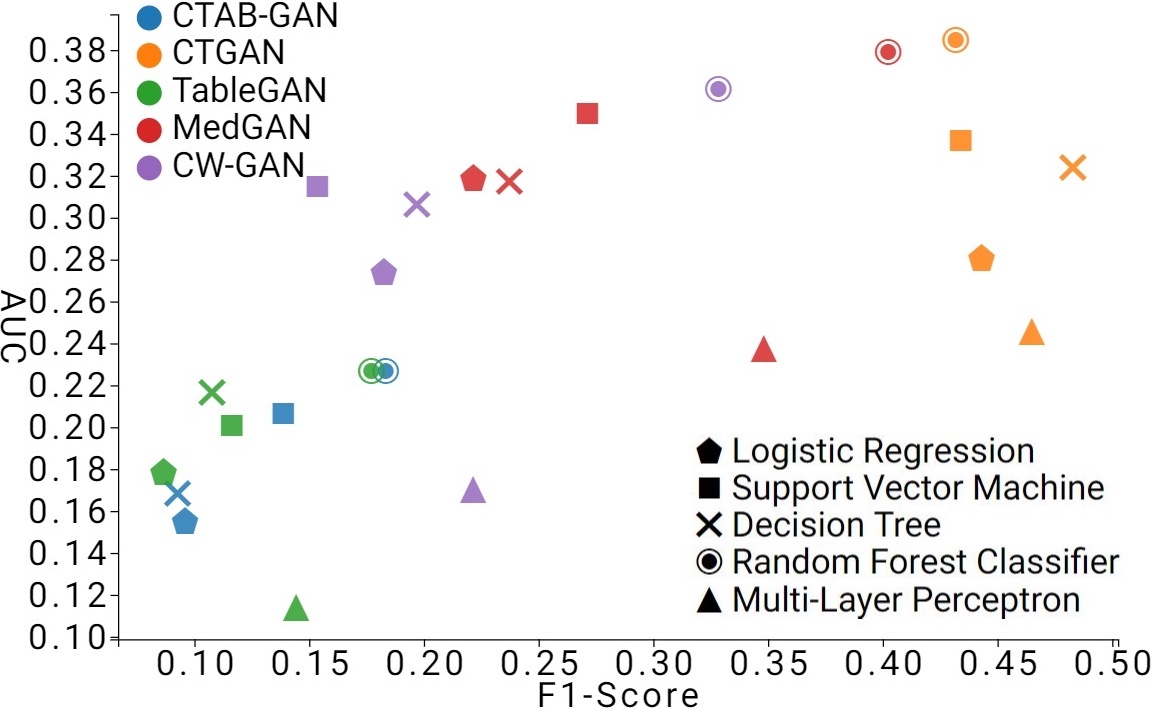 CTAB-GAN
CTGAN
TableGAN
MedGAN
CW-GAN
0.38
0.36
0.34
0.32
0.30
0.28
0.26
0.24
0.22
0.20
0.18
0.16
0.14
0.12
0.10
AUC
Logistic Regression
Support Vector Machine
Decision Tree
Random Forest Classifier
Multi-Layer Perceptron
0.10 0.15 0.20 0.25 0.30 0.35 0.40 0.45 0.50
F1-Score